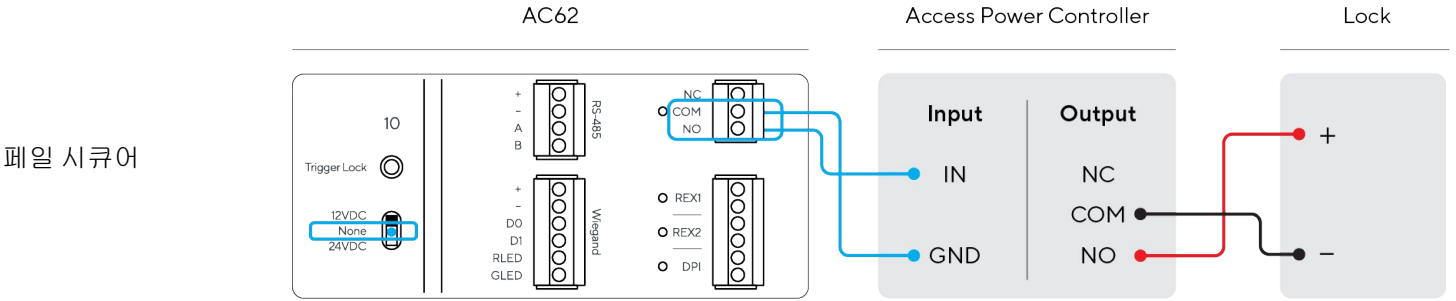 AC62
Access Power Controller
Lock
페일 시큐어
10
Trigger Lock
12VDC
None
24VDC
+
-
A
B
RS-485
+
-
D0
D1
RLED
GLED
Wiegand
NC
COM
NO
REX1
REX2
DPI
Input
Output
IN
NC
COM
GND
NO
+
-